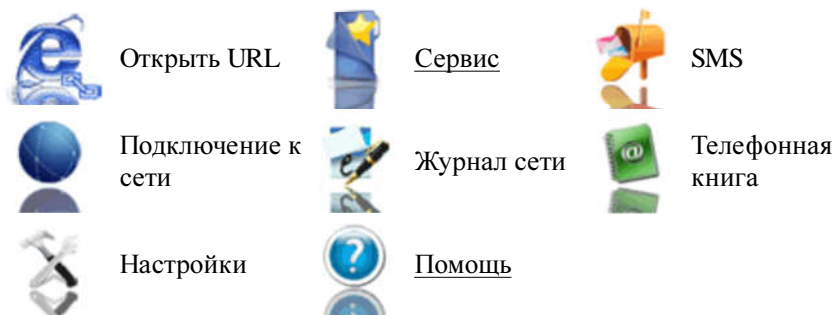 Открыть URL
Сервис
SMS
Подключение к
сети
Журнал сети
Телефонная
книга
Настройки
Помощь